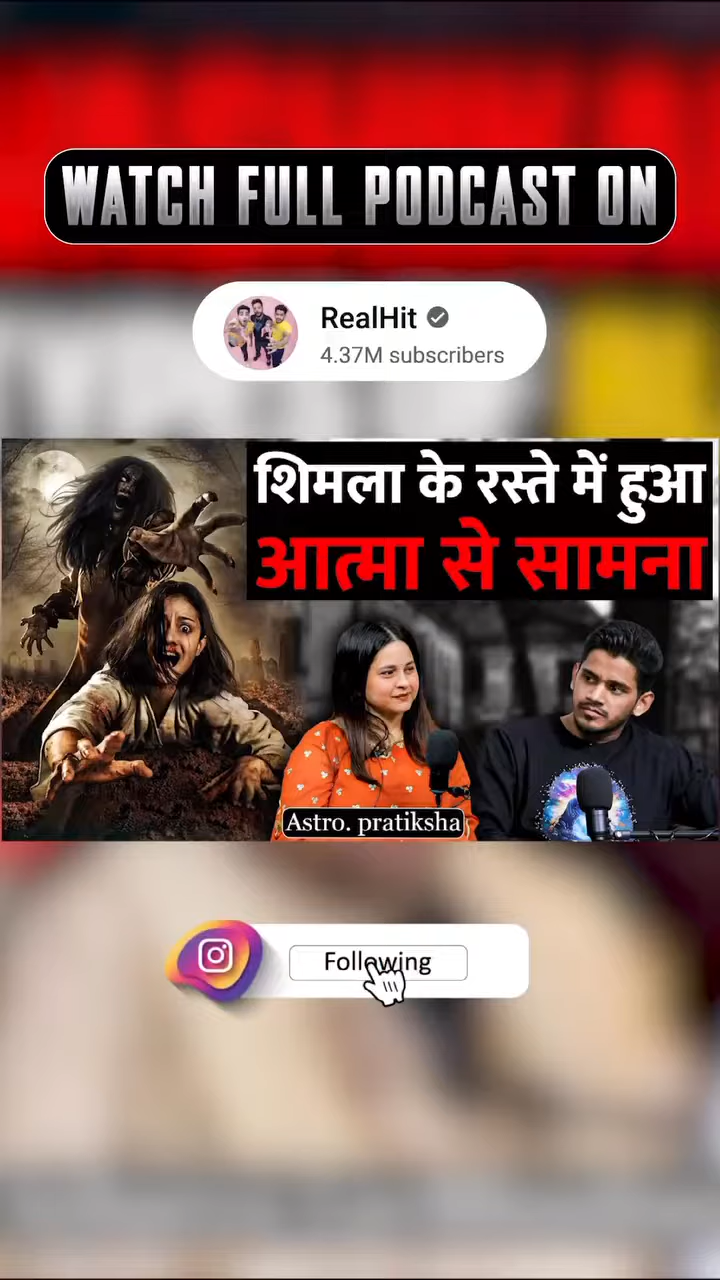 WATCH FULL PODCAST ON
RealHit
4.37M subscribers
शिमला के रस्ते में हुआ
आत्मा से सामना
Astro. pratiksha
Following